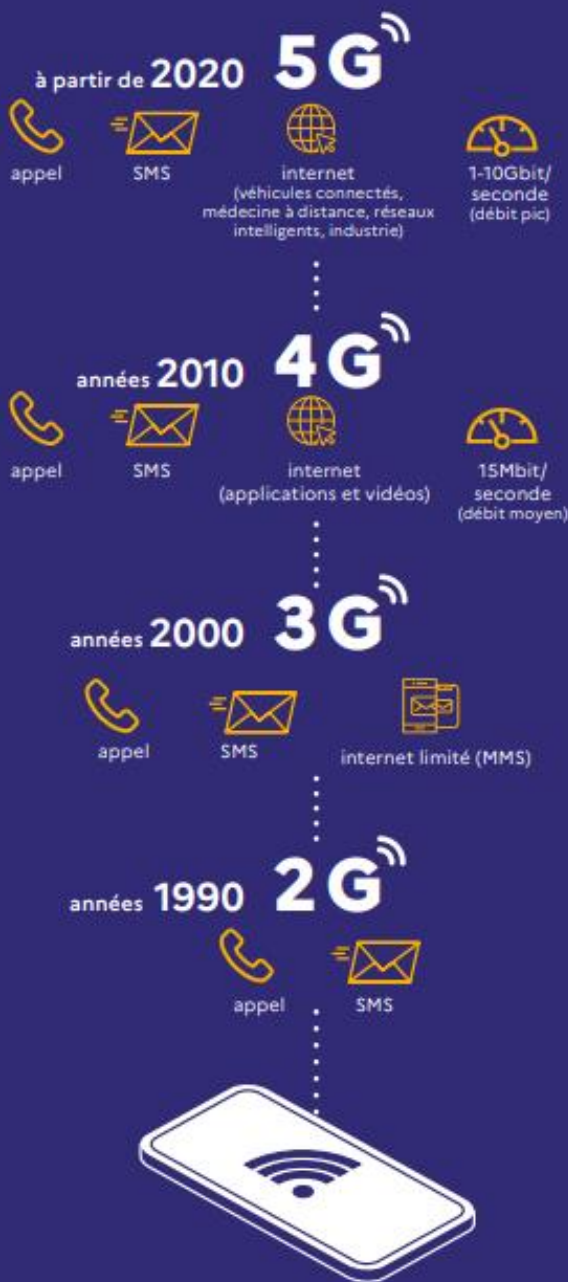 à partir de 2020 5G
appel
SMS
internet
(véhicules connectés,
médecine à distance, réseaux
intelligents, industrie)
1-10Gbit/
seconde
(débit pic)
années 2010 4G
appel
SMS
internet
(applications et vidéos)
15Mbit/
seconde
(débit moyen)
années 2000 3G
appel
SMS
internet limité (MMS)
années 1990 2G
appel
SMS